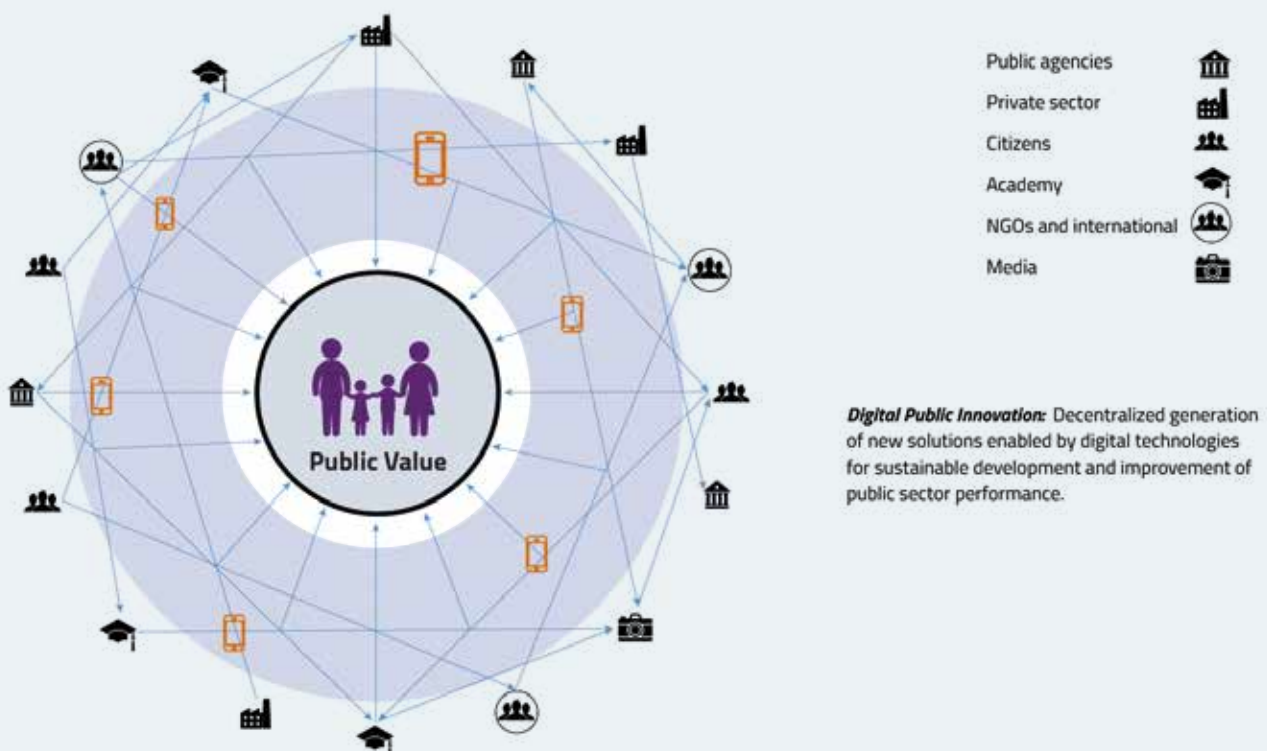 Public agencies
Private sector
Citizens
Academy
NGOs and international
Media
Public Value
Digital Public Innovation: Decentralized generation
of new solutions enabled by digital technologies
for sustainable development and improvement of
public sector performance.